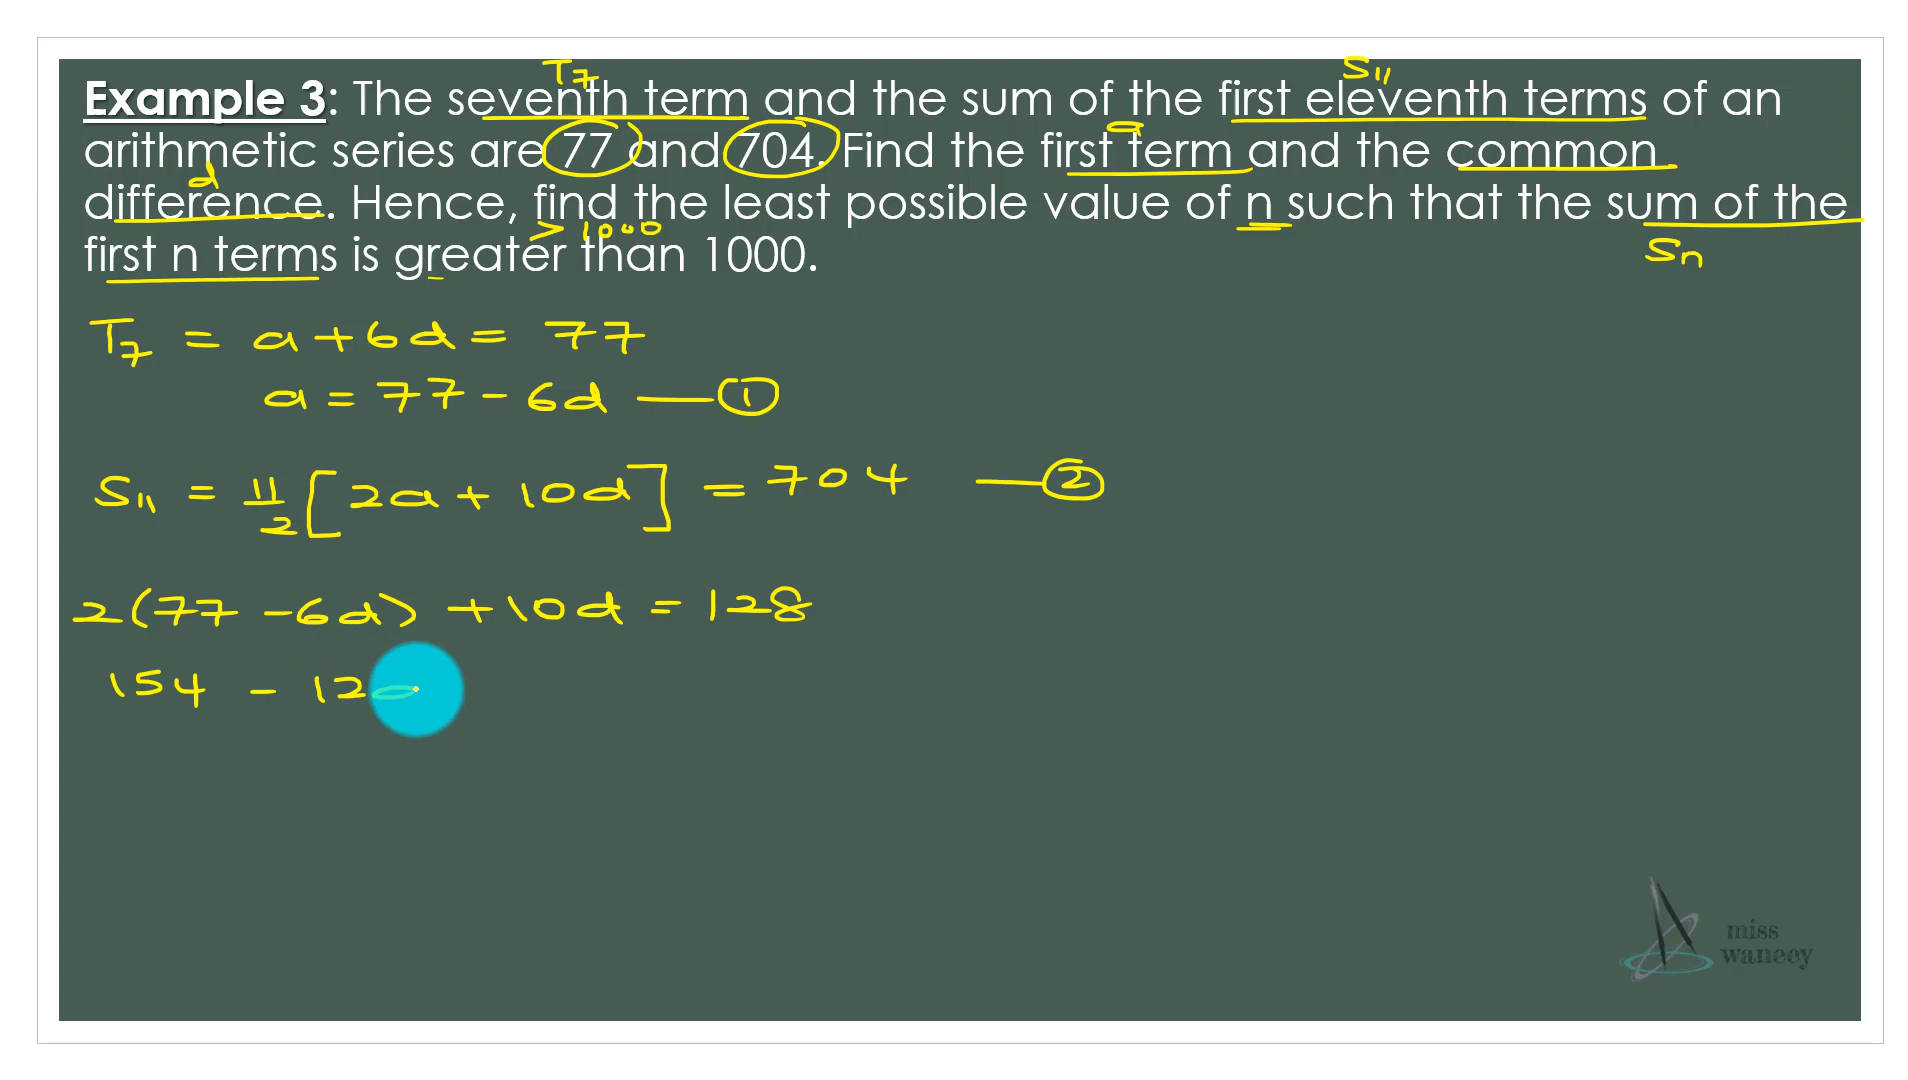 T7 S11
Example 3: The seventh term and the sum of the first eleventh terms of an
a
arithmetic series are 77 and 704. Find the first term and the common
d
difference. Hence, find the least possible value of n such that the sum of the
> 1000 Sn
first n terms is greater than 1000.
T7 = a + 6d = 77
a = 77 - 6d —①
S11 = 11/2 [2a + 10d] = 704 —②
2(77 - 6d) + 10d = 128
154 - 12
miss
waneey